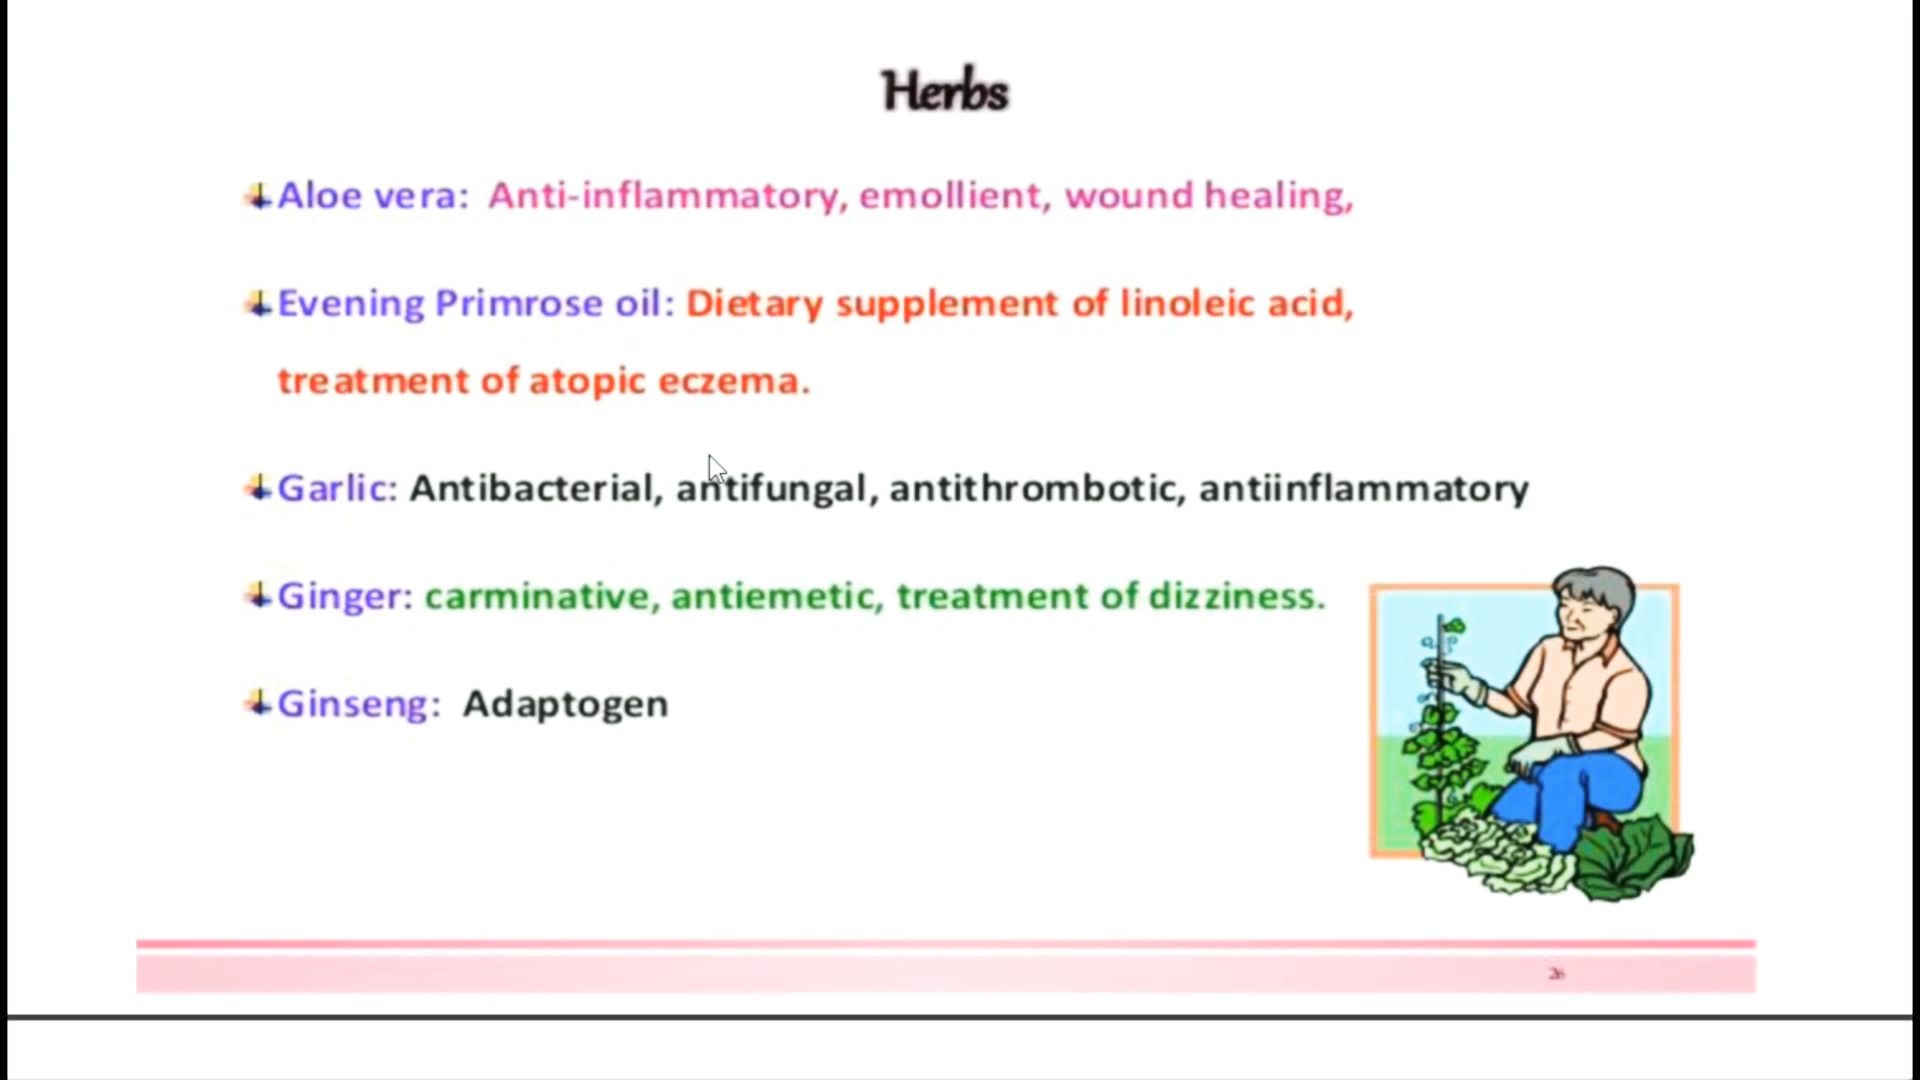 Herbs
Aloe vera: Anti-inflammatory, emollient, wound healing,
Evening Primrose oil: Dietary supplement of linoleic acid,
treatment of atopic eczema.
Garlic: Antibacterial, antifungal, antithrombotic, antiinflammatory
Ginger: carminative, antiemetic, treatment of dizziness.
Ginseng: Adaptogen
26